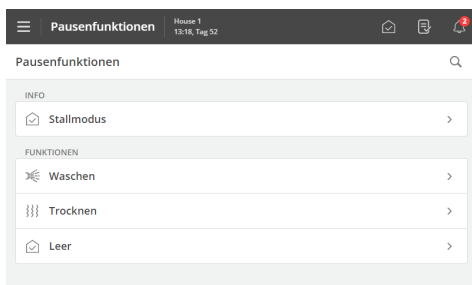 Pausenfunktionen
House 1
13:18, Tag 52
2
Pausenfunktionen
INFO
Stallmodus
FUNKTIONEN
Waschen
Trocknen
Leer